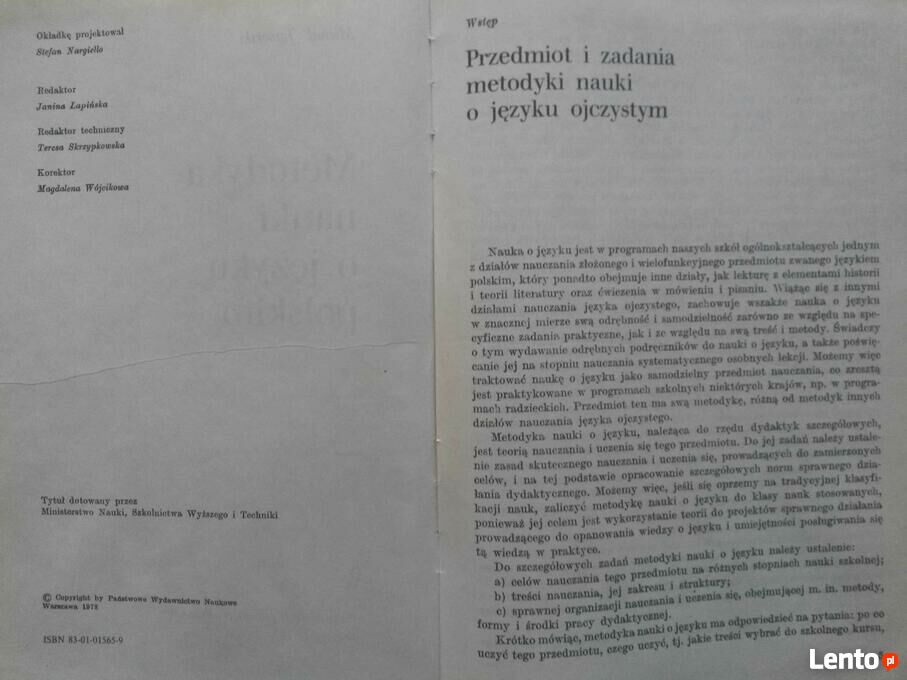 Okładkę projektował
Stefan Nargiełło
Redaktor
Janina Łapińska
Redaktor techniczny
Teresa Skrzypkowska
Korektor
Magdalena Wójcikowa
Tytuł dotowany przez
Ministerstwo Nauki, Szkolnictwa Wyższego i Techniki
© Copyright by Państwowe Wydawnictwo Naukowe
Warszawa 1978
ISBN 83-01-01565-9
Wstęp
Przedmiot i zadania
metodyki nauki
o języku ojczystym
Nauka o języku jest w programach naszych szkół ogólnokształcących jednym
z działów nauczania złożonego i wielofunkcyjnego przedmiotu zwanego językiem
polskim, który ponadto obejmuje inne działy, jak lekturę z elementami historii
i teorii literatury oraz ćwiczenia w mówieniu i pisaniu. Wiążąc się z innymi
działami nauczania języka ojczystego, zachowuje wszakże nauka o języku
w znacznej mierze swą odrębność i samodzielność zarówno ze względu na spe-
cyficzne zadania praktyczne, jak i ze względu na swą treść i metody. Świadczy
o tym wydawanie odrębnych podręczników do nauki o języku, a także poświę-
canie jej na stopniu nauczania systematycznego osobnych lekcji. Możemy więc
traktować naukę o języku jako samodzielny przedmiot nauczania, co zresztą
jest praktykowane w programach szkolnych niektórych krajów, np. w progra-
mach radzieckich. Przedmiot ten ma swą metodykę, różną od metodyk innych
działów nauczania języka ojczystego.
Metodyka nauki o języku, należąca do rzędu dydaktyk szczegółowych,
jest teorią nauczania i uczenia się tego przedmiotu. Do jej zadań należy ustale-
nie zasad skutecznego nauczania i uczenia się, prowadzących do zamierzonych
celów, i na tej podstawie opracowanie szczegółowych norm sprawnego dzia-
łania dydaktycznego. Możemy więc, jeśli się oprzemy na tradycyjnej klasyfi-
kacji nauk, zaliczyć metodykę nauki o języku do klasy nauk stosowanych,
ponieważ jej celem jest wykorzystanie teorii do projektów sprawnego działania
prowadzącego do opanowania wiedzy o języku i umiejętności posługiwania się
tą wiedzą w praktyce.
Do szczegółowych zadań metodyki nauki o języku należy ustalenie:
a) celów nauczania tego przedmiotu na różnych stopniach nauki szkolnej;
b) treści nauczania, jej zakresu i struktury;
c) sprawnej organizacji nauczania i uczenia się, obejmującej m. in. metody,
formy i środki pracy dydaktycznej.
Krótko mówiąc, metodyka nauki o języku ma odpowiedzieć na pytania: po co
uczyć tego przedmiotu, czego uczyć, tj. jakie treści wybrać do szkolnego kursu,
Lento.pl